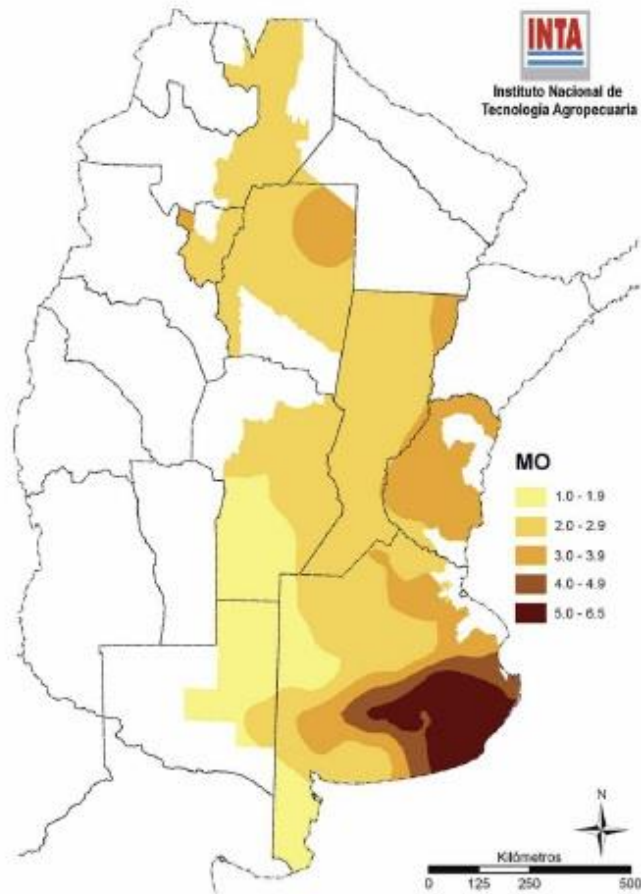 INTA
Instituto Nacional de
Tecnología Agropecuaria
MO
1.0 - 1.9
2.0 - 2.9
3.0 - 3.9
4.0 - 4.9
5.0 - 6.5
N
Kilómetros
0 125 250 500